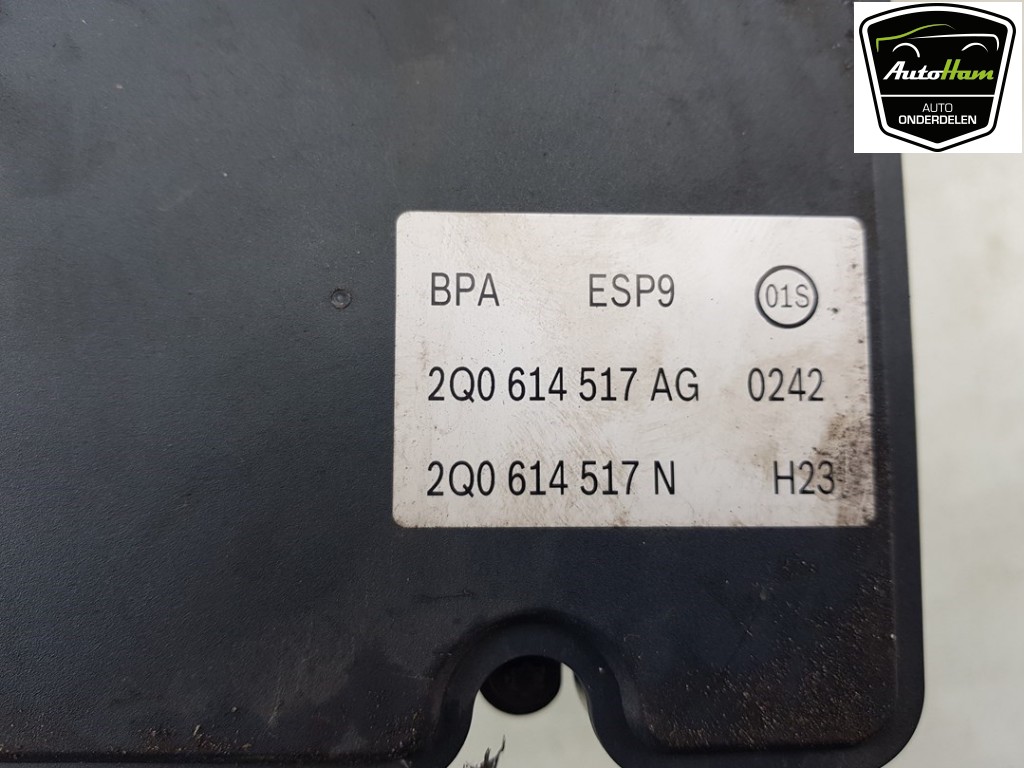 AutoHam
AUTO
ONDERDELEN
BPA ESP9 01S
2Q0 614 517 AG 0242
2Q0 614 517 N H23